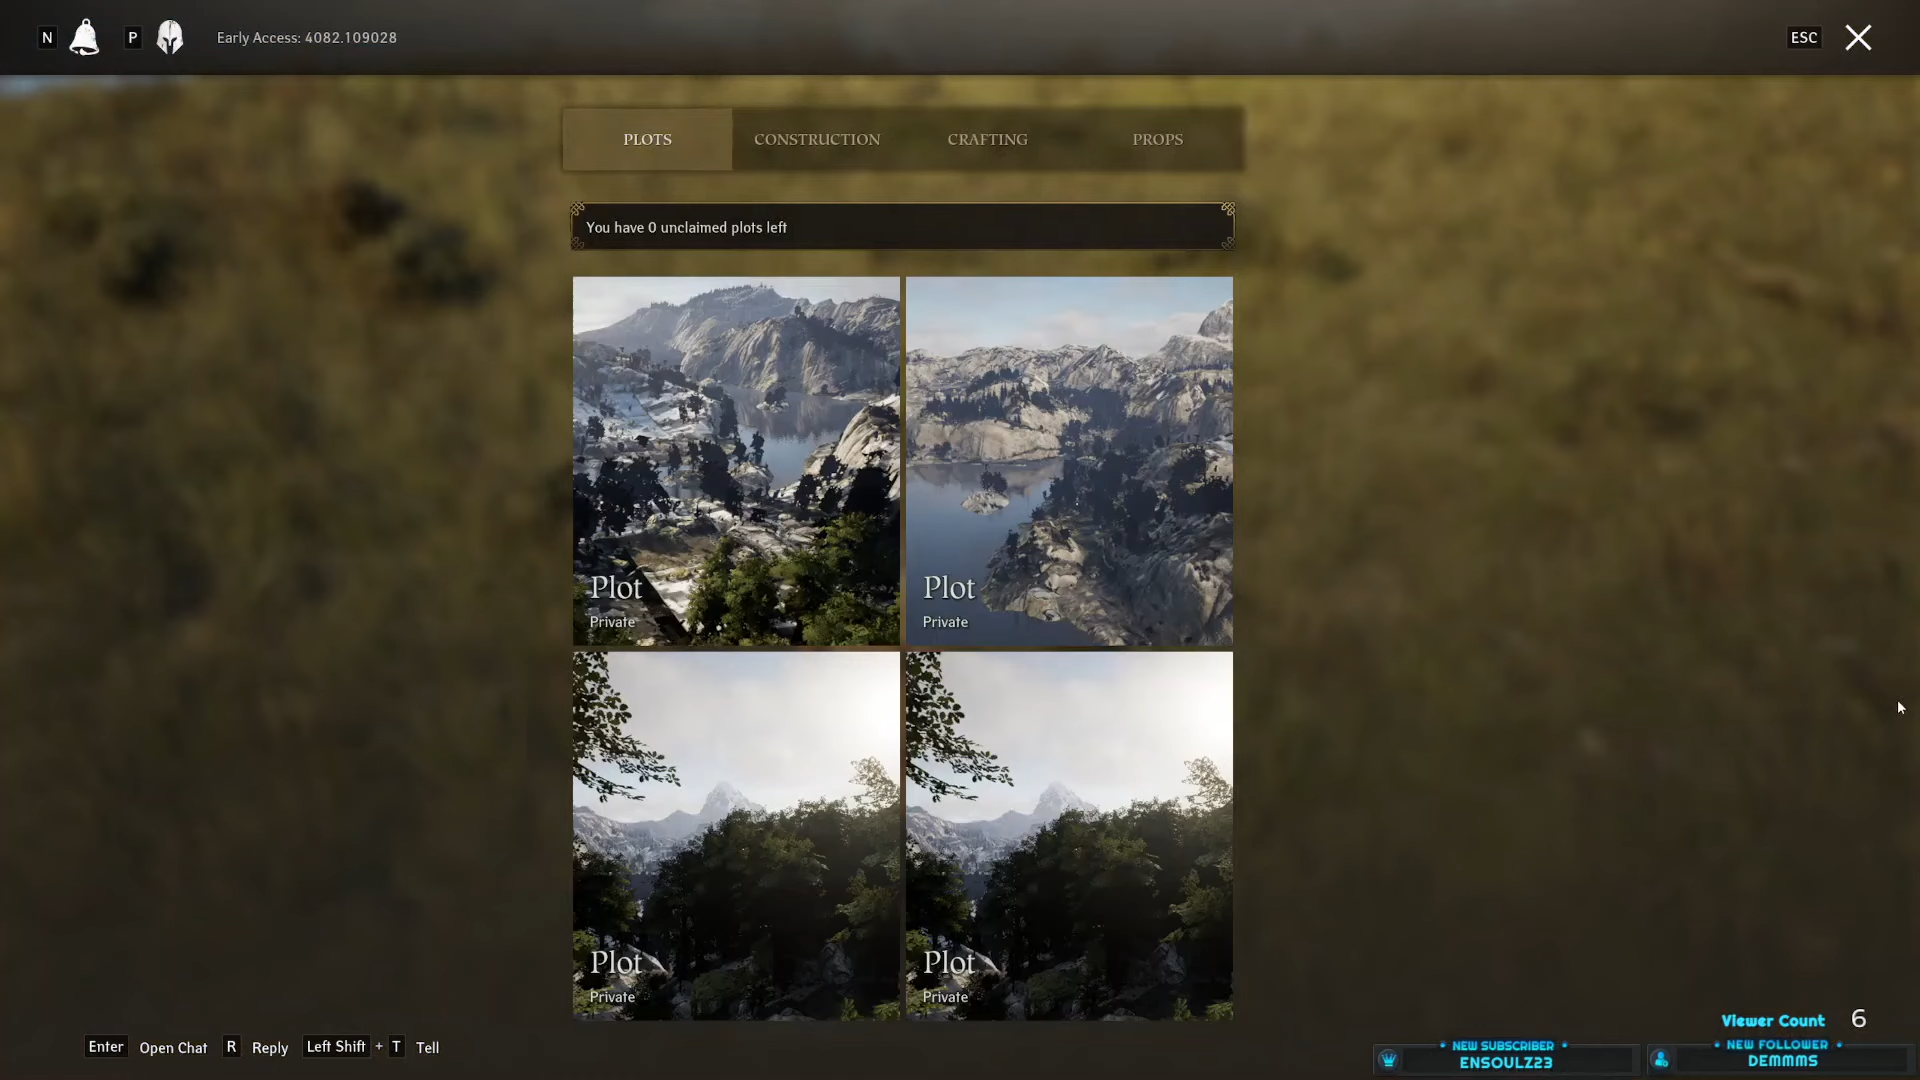 N P Early Access: 4082.109028 ESC
PLOTS CONSTRUCTION CRAFTING PROPS
You have 0 unclaimed plots left
Plot
Private
Plot
Private
Plot
Private
Plot
Private
Enter Open Chat R Reply Left Shift + T Tell
Viewer Count 6
NEW SUBSCRIBER
ENSOULZ23
NEW FOLLOWER
DEMMMS